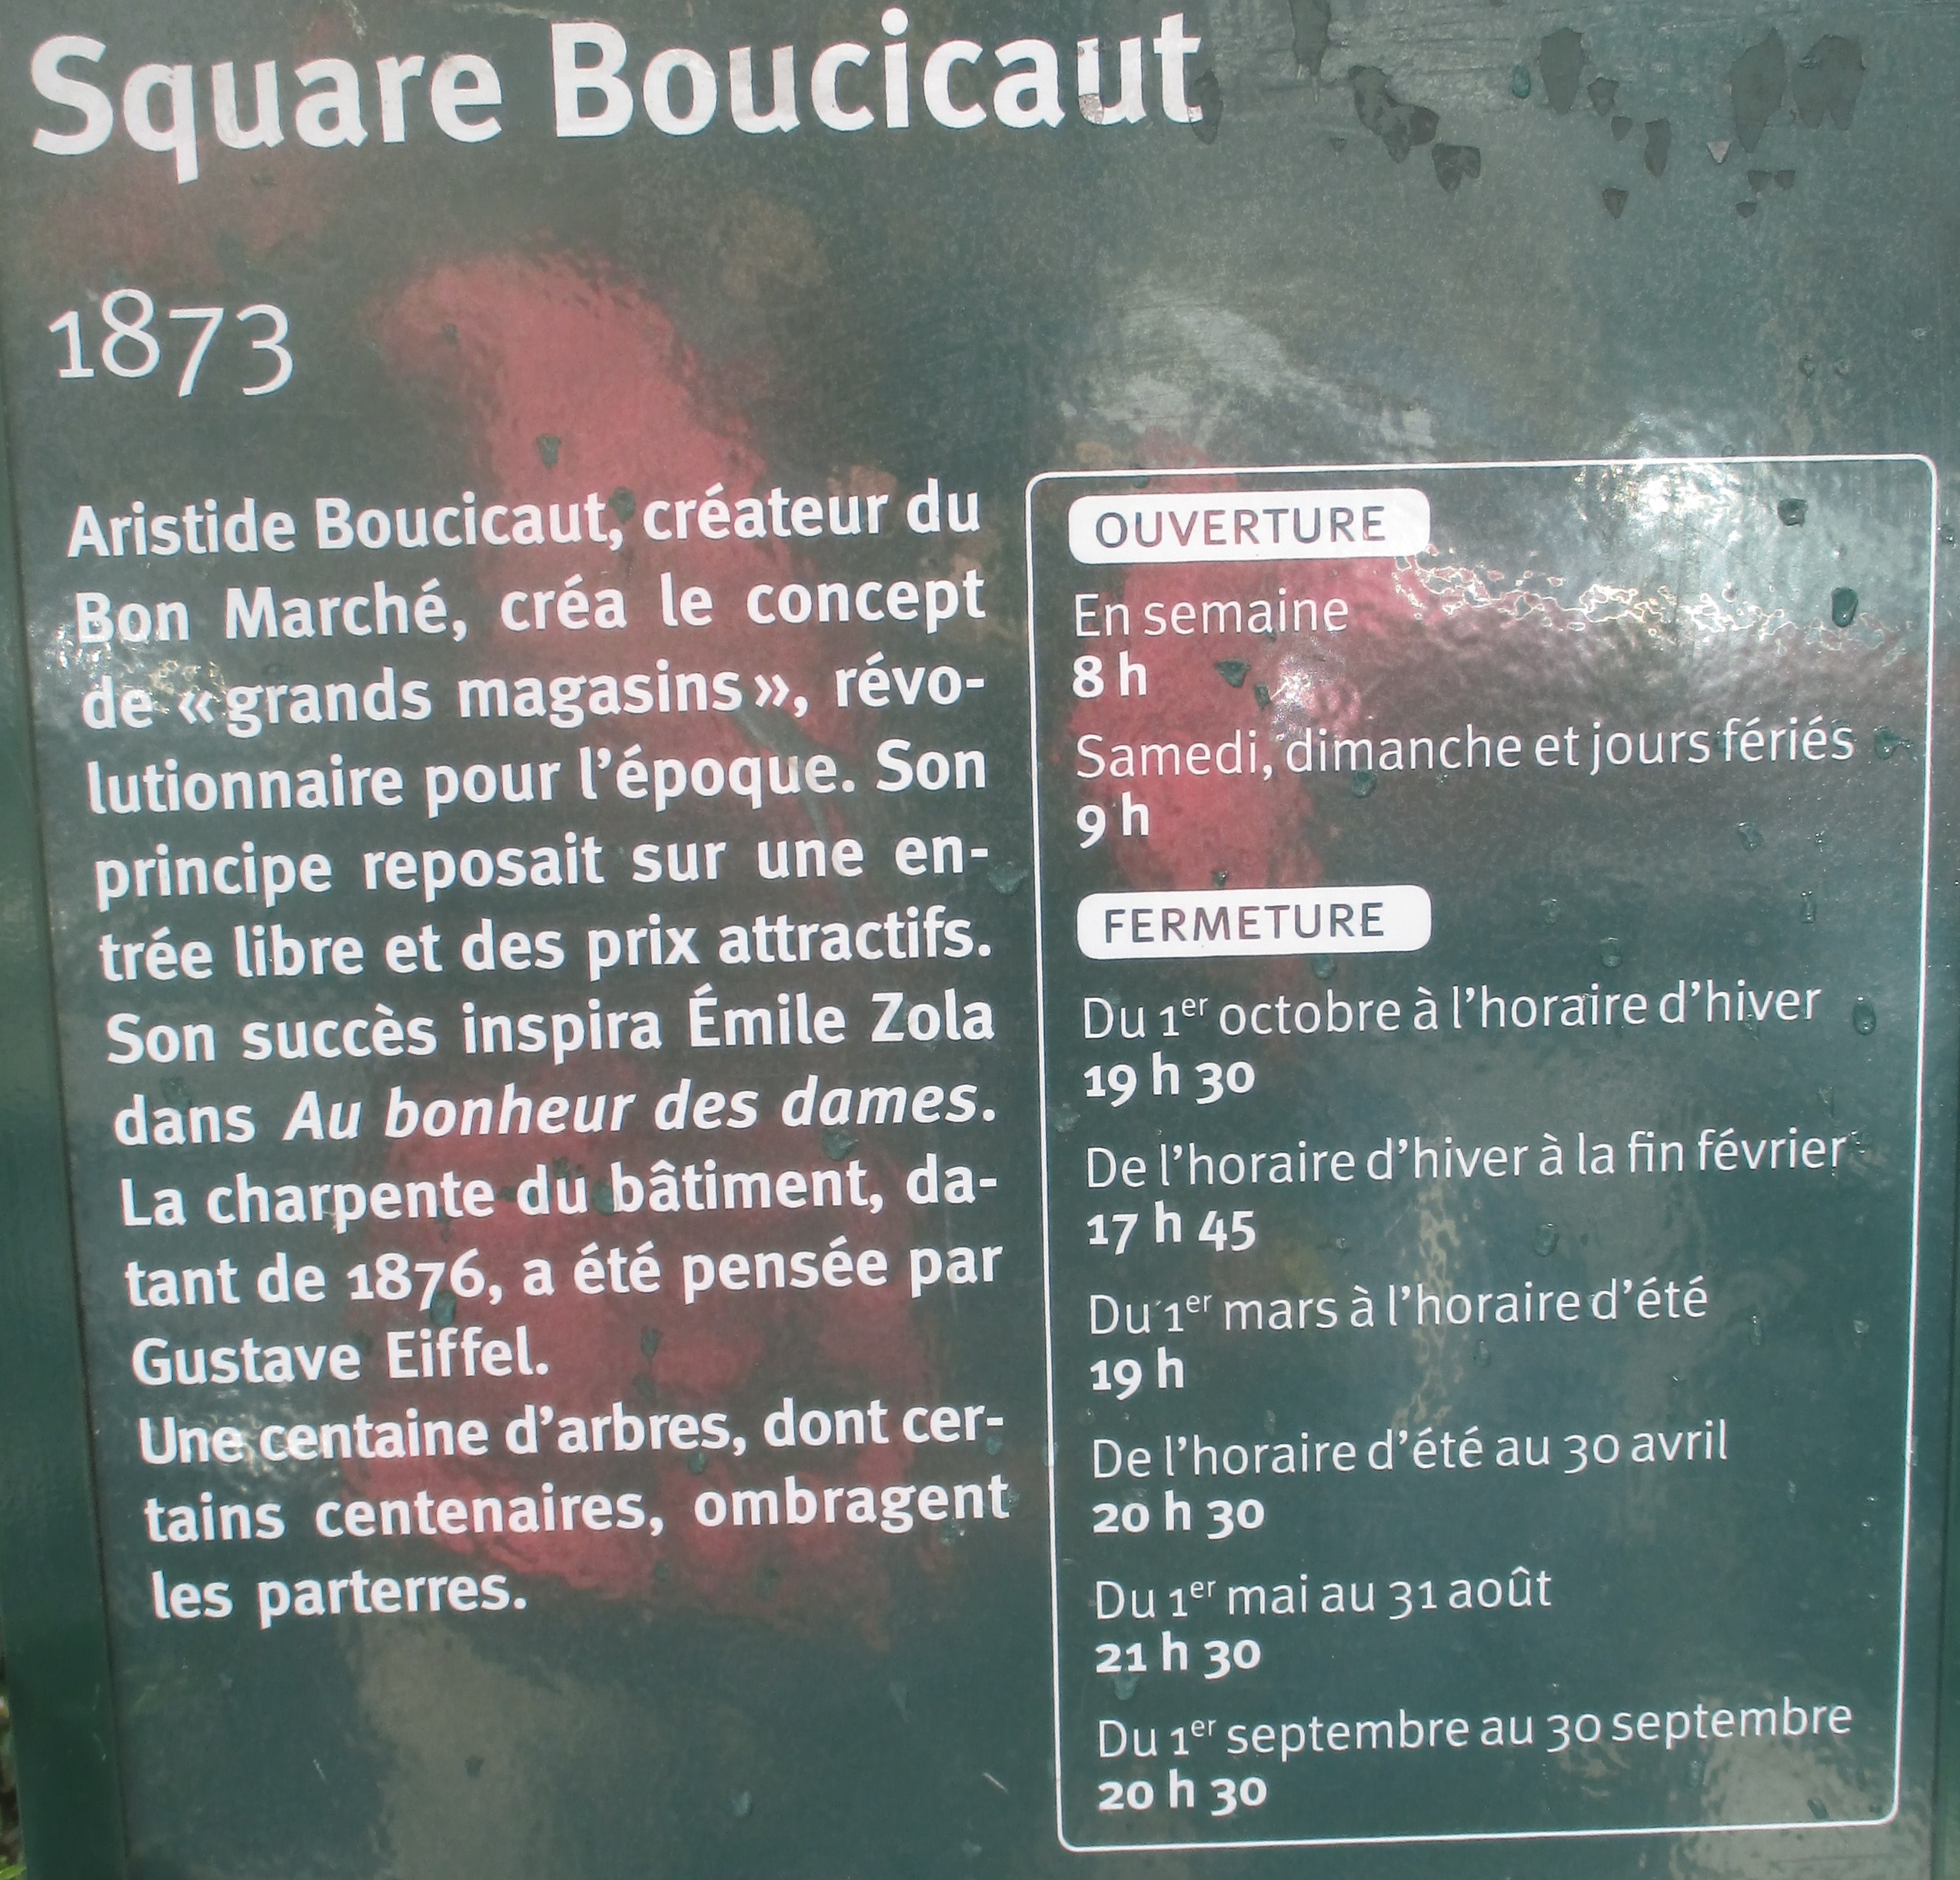 Square Boucicaut
1873
Aristide Boucicaut, créateur du
Bon Marché, créa le concept
de « grands magasins », révo-
lutionnaire pour l’époque. Son
principe reposait sur une en-
trée libre et des prix attractifs.
Son succès inspira Émile Zola
dans Au bonheur des dames.
La charpente du bâtiment, da-
tant de 1876, a été pensée par
Gustave Eiffel.
Une centaine d’arbres, dont cer-
tains centenaires, ombragent
les parterres.
OUVERTURE
En semaine
8 h
Samedi, dimanche et jours fériés
9 h
FERMETURE
Du 1er octobre à l’horaire d’hiver
19 h 30
De l’horaire d’hiver à la fin février
17 h 45
Du 1er mars à l’horaire d’été
19 h
De l’horaire d’été au 30 avril
20 h 30
Du 1er mai au 31 août
21 h 30
Du 1er septembre au 30 septembre
20 h 30